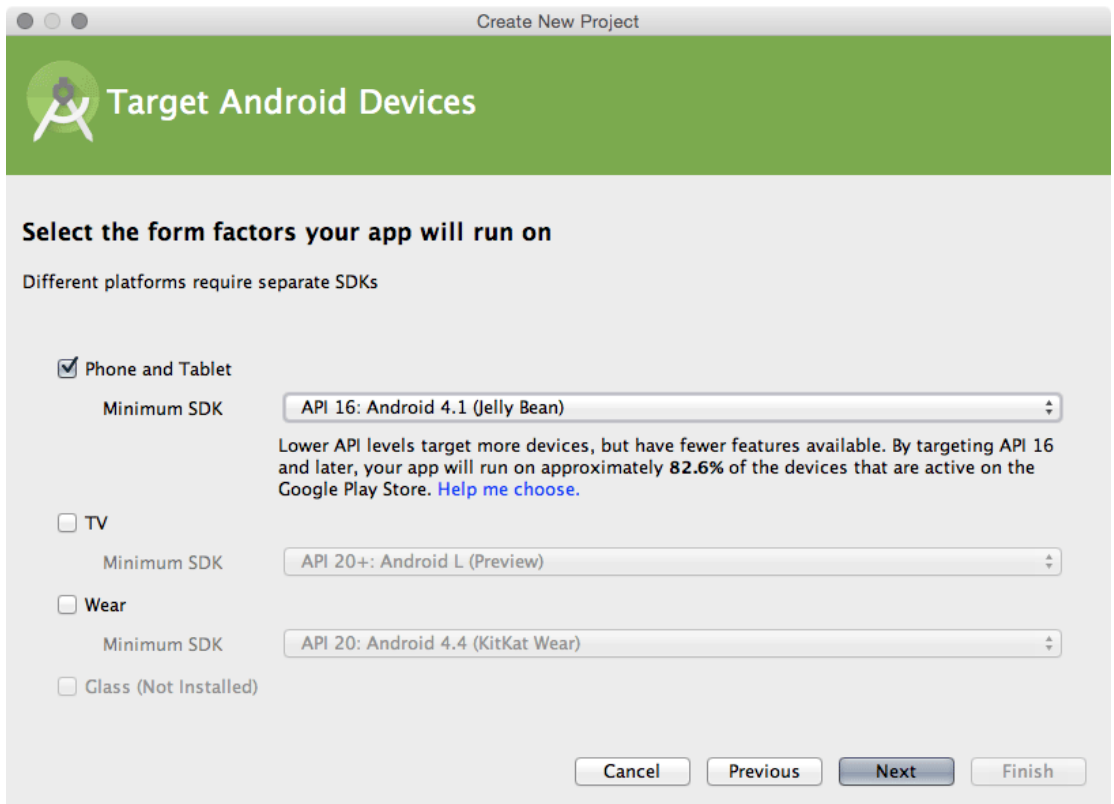 Create New Project
Target Android Devices
Select the form factors your app will run on
Different platforms require separate SDKs
Phone and Tablet
Minimum SDK API 16: Android 4.1 (Jelly Bean)
Lower API levels target more devices, but have fewer features available. By targeting API 16
and later, your app will run on approximately 82.6% of the devices that are active on the
Google Play Store. Help me choose.
TV
Minimum SDK API 20+: Android L (Preview)
Wear
Minimum SDK API 20: Android 4.4 (KitKat Wear)
Glass (Not Installed)
Cancel Previous Next Finish